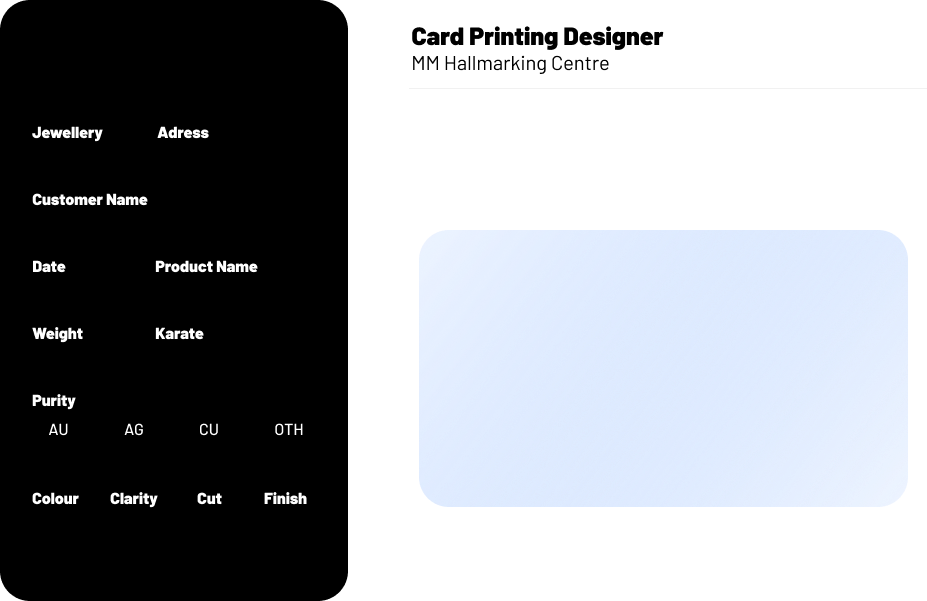 Card Printing Designer
MM Hallmarking Centre
Jewellery Adress
Customer Name
Date Product Name
Weight Karate
Purity
AU AG CU OTH
Colour Clarity Cut Finish